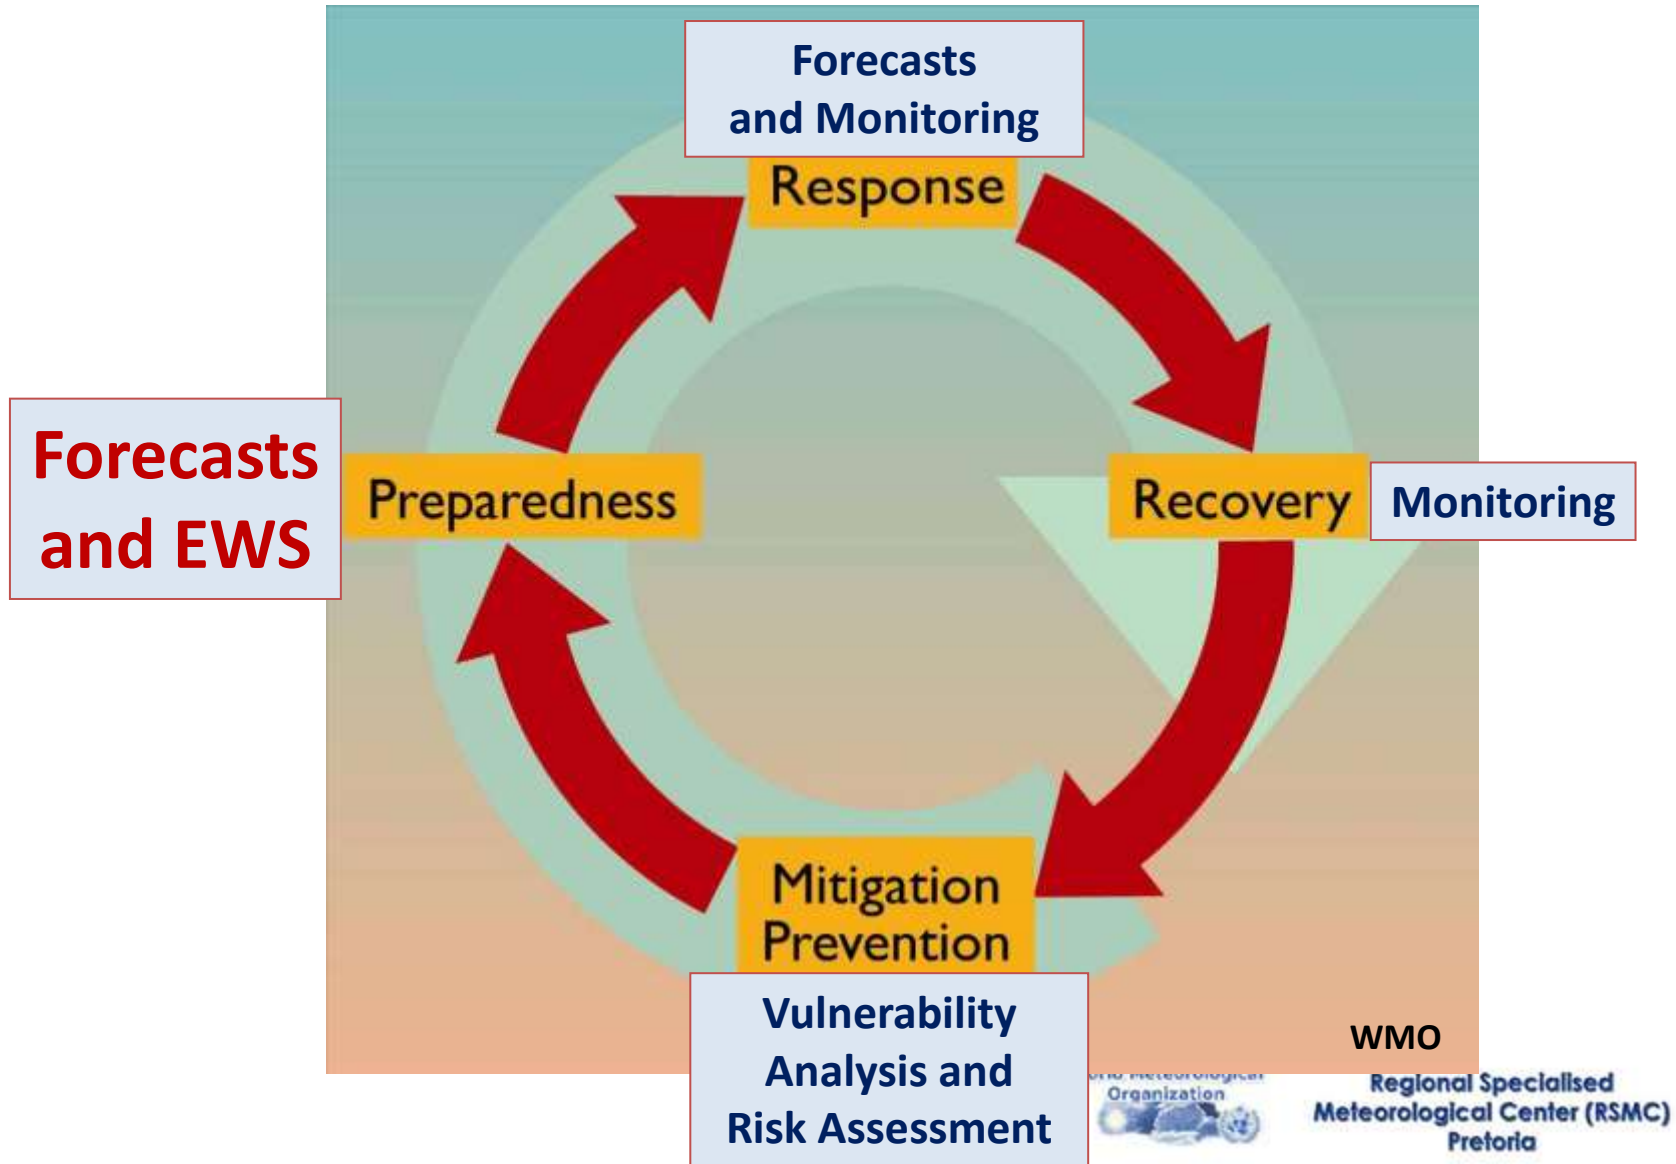 Forecasts
and Monitoring
Response
Forecasts
and EWS
Preparedness
Recovery
Monitoring
Mitigation
Prevention
Vulnerability
Analysis and
Risk Assessment
WMO
Meteorological
Organization
Regional Specialised
Meteorological Center (RSMC)
Pretoria